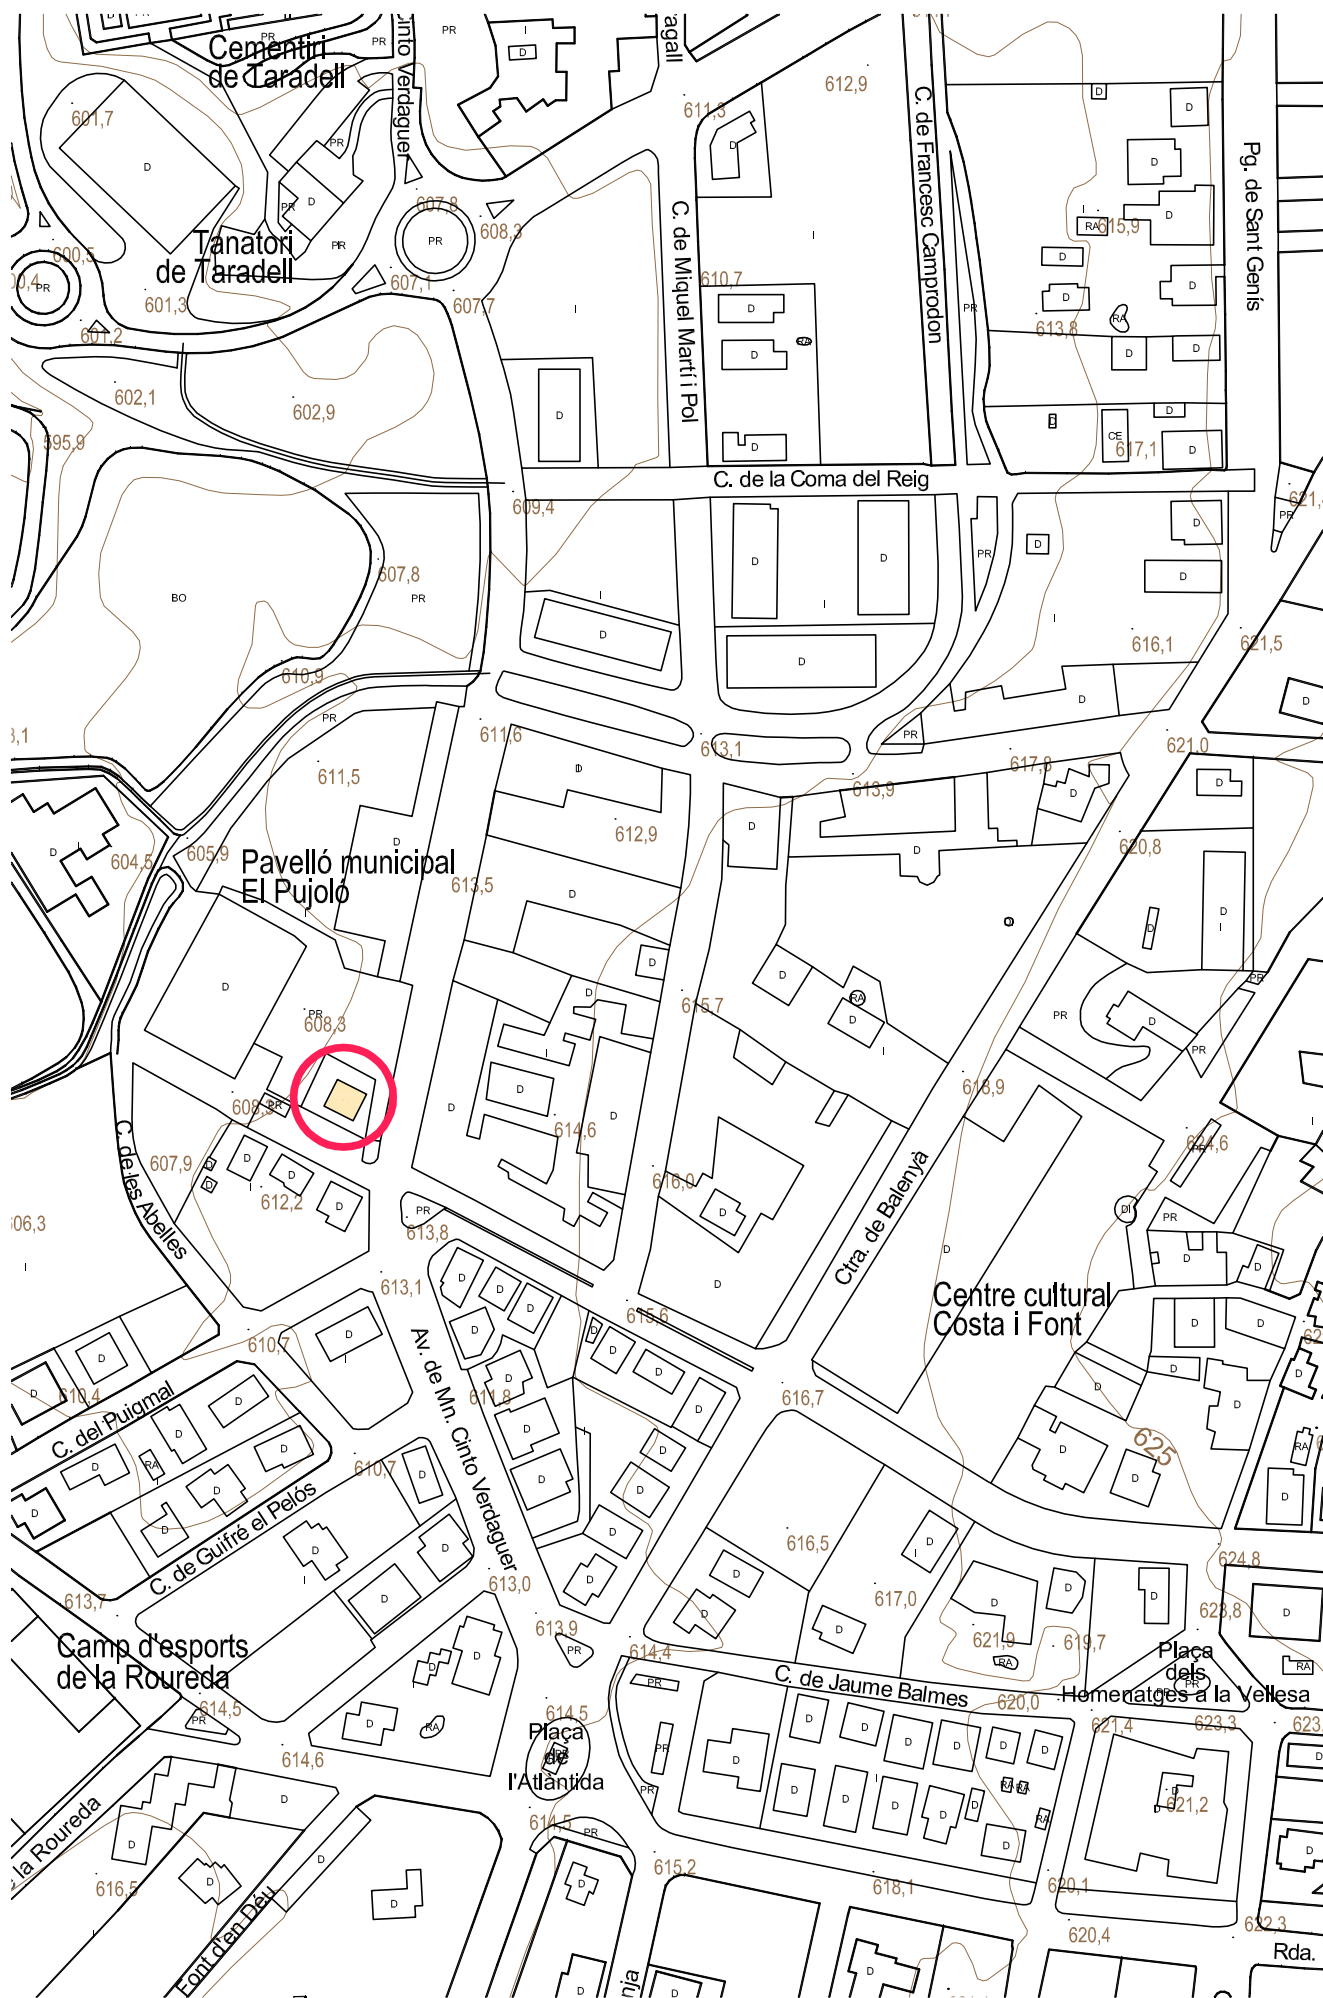 Cementiri
de Taradell
Cinto Verdaguer
601,7
611,3
612,9
C. de Francesc Camprodon
Pg. de Sant Genís
607,8
608,3
C. de Miquel Martí i Pol
615,9
Tanatori
de Taradell
600,5
601,3
607,1
607,7
610,7
613,8
601,2
602,1
602,9
595,9
617,1
C. de la Coma del Reig
609,4
607,8
BO
CE
616,1
621,5
610,9
611,6
613,1
621,0
611,5
617,8
613,9
612,9
620,8
604,5
605,9
Pavelló municipal
El Pujoló
613,5
615,7
608,3
618,9
608,3
614,6
624,6
607,9
612,2
616,0
C. de les Abelles
613,8
Ctra. de Balenyà
613,1
Centre cultural
Costa i Font
615,6
610,7
Av. de Mn. Cinto Verdaguer
610,4
611,8
616,7
C. del Puigmal
625
610,7
C. de Guifré el Pelós
616,5
624,8
613,7
613,0
617,0
623,8
613,9
614,4
621,9
619,7
Camp d'esports
de la Roureda
C. de Jaume Balmes
Plaça
dels
Homenatges a la Vellesa
620,0
614,5
614,5
621,4
623,3
614,6
Plaça
de
l'Atlàntida
621,2
614,5
la Roureda
615,2
616,5
618,1
620,1
Font d'en Déu
620,4
622,3
Rda.